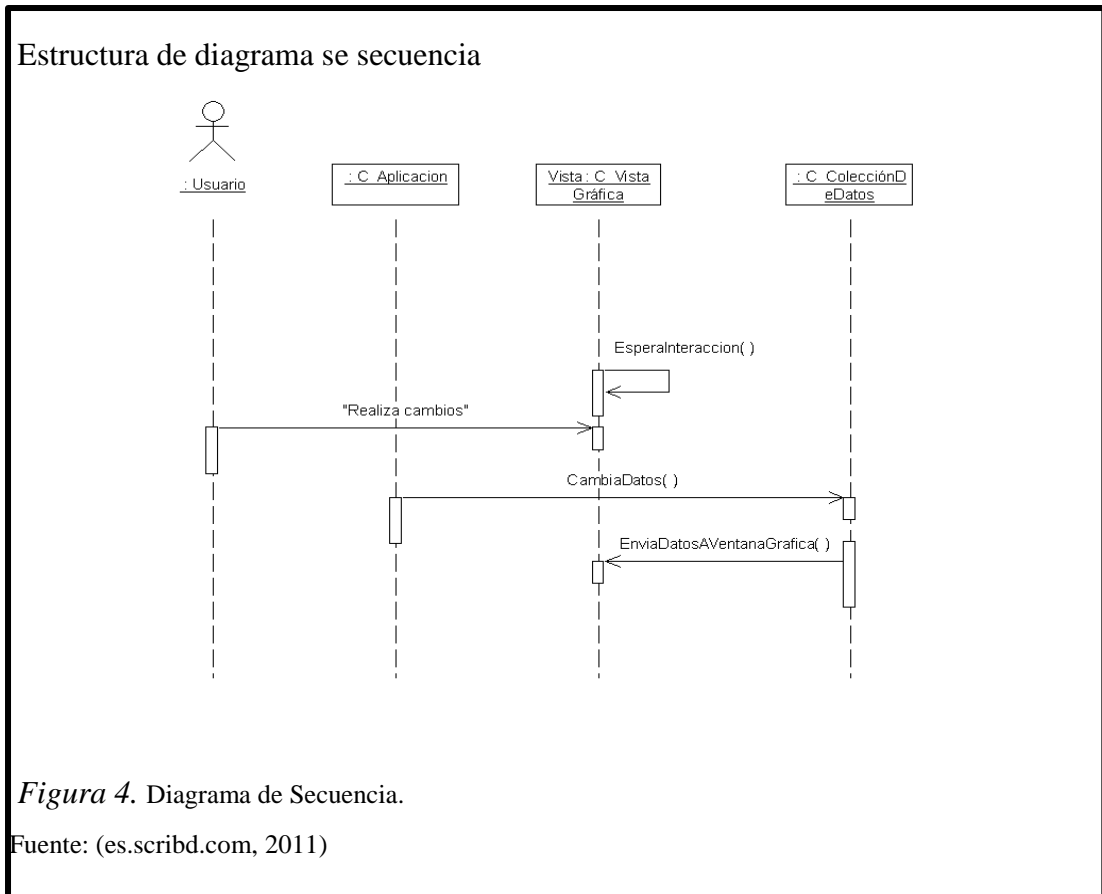 Estructura de diagrama se secuencia
: Usuario
: C_Aplicacion
Vista : C_Vista
Gráfica
: C_ColecciónD
eDatos
EsperaInteraccion( )
"Realiza cambios"
CambiaDatos( )
EnviaDatosAVentanaGrafica( )
Figura 4. Diagrama de Secuencia.
Fuente: (es.scribd.com, 2011)